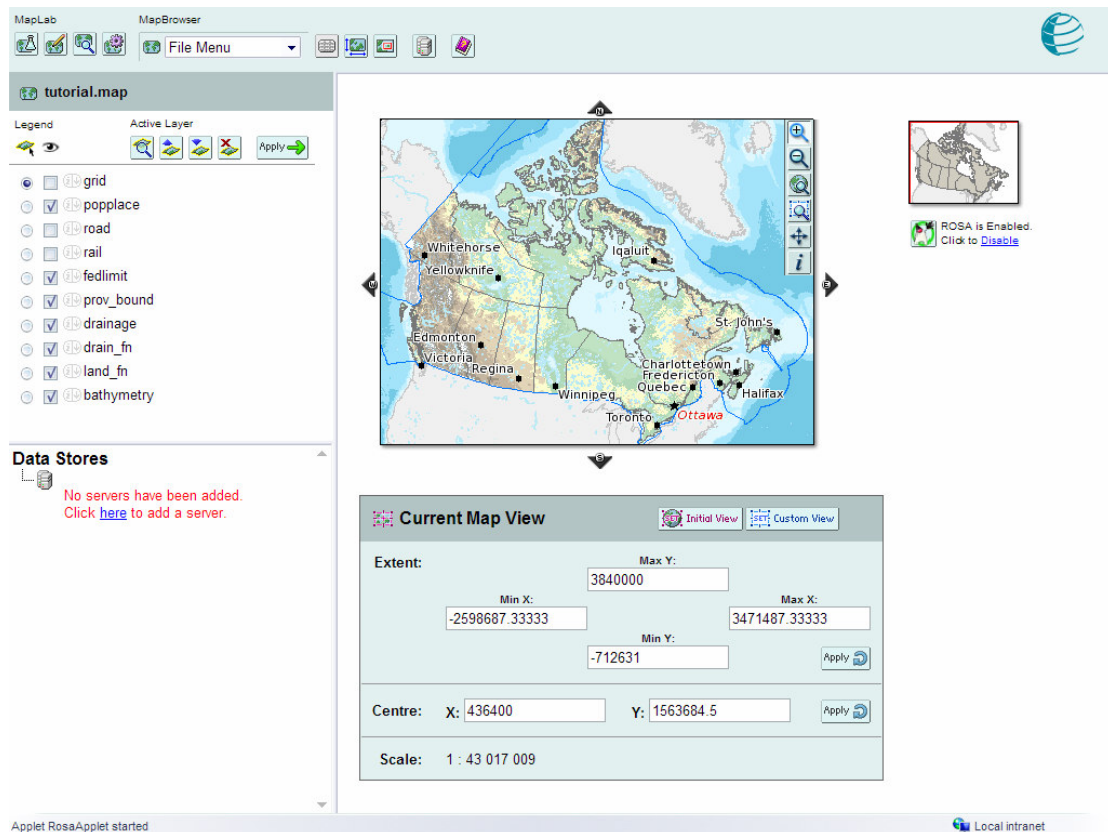 MapLab MapBrowser
File Menu
tutorial.map
Legend Active Layer
Apply
grid
popplace
road
rail
fedlimit
prov_bound
drainage
drain_fn
land_fn
bathymetry
Data Stores
No servers have been added.
Click here to add a server.
N
W
E
S
Whitehorse
Yellowknife
Iqaluit
Edmonton
Victoria
Regina
Winnipeg
St. John's
Charlottetown
Fredericton
Quebec
Halifax
Toronto
Ottawa
i
ROSA is Enabled.
Click to Disable
Current Map View
SET Initial View
SET Custom View
Extent:
Max Y:
3840000
Min X: Max X:
-2598687.33333 3471487.33333
Min Y:
-712631
Apply
Centre: X: 436400 Y: 1563684.5 Apply
Scale: 1 : 43 017 009
Applet RosaApplet started Local intranet